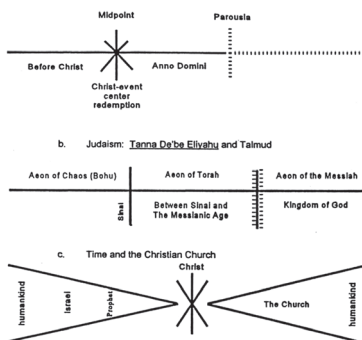 Midpoint
Parousia
Before Christ
Anno Domini
Christ-event
center
redemption
b. Judaism: Tanna De'be Eliyahu and Talmud
Aeon of Chaos (Bohu)
Aeon of Torah
Aeon of the Messiah
Sinai
Between Sinai and
The Messianic Age
Kingdom of God
c. Time and the Christian Church
Christ
humankind
Israel
Prophet
The Church
humankind